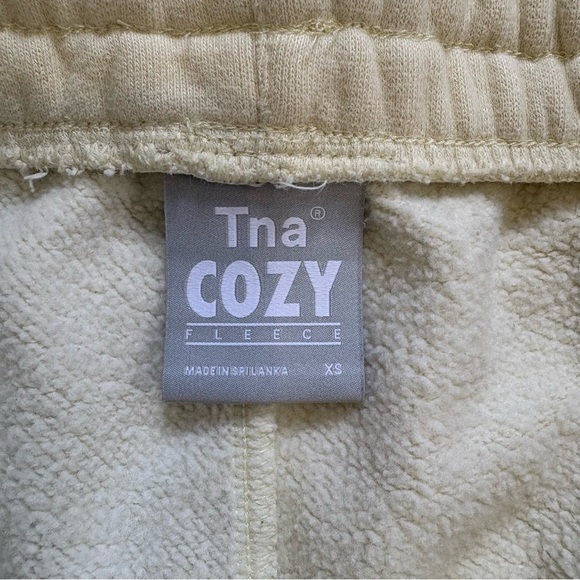 Tna®
COZY
FLEECE
MADE IN SRI LANKA XS